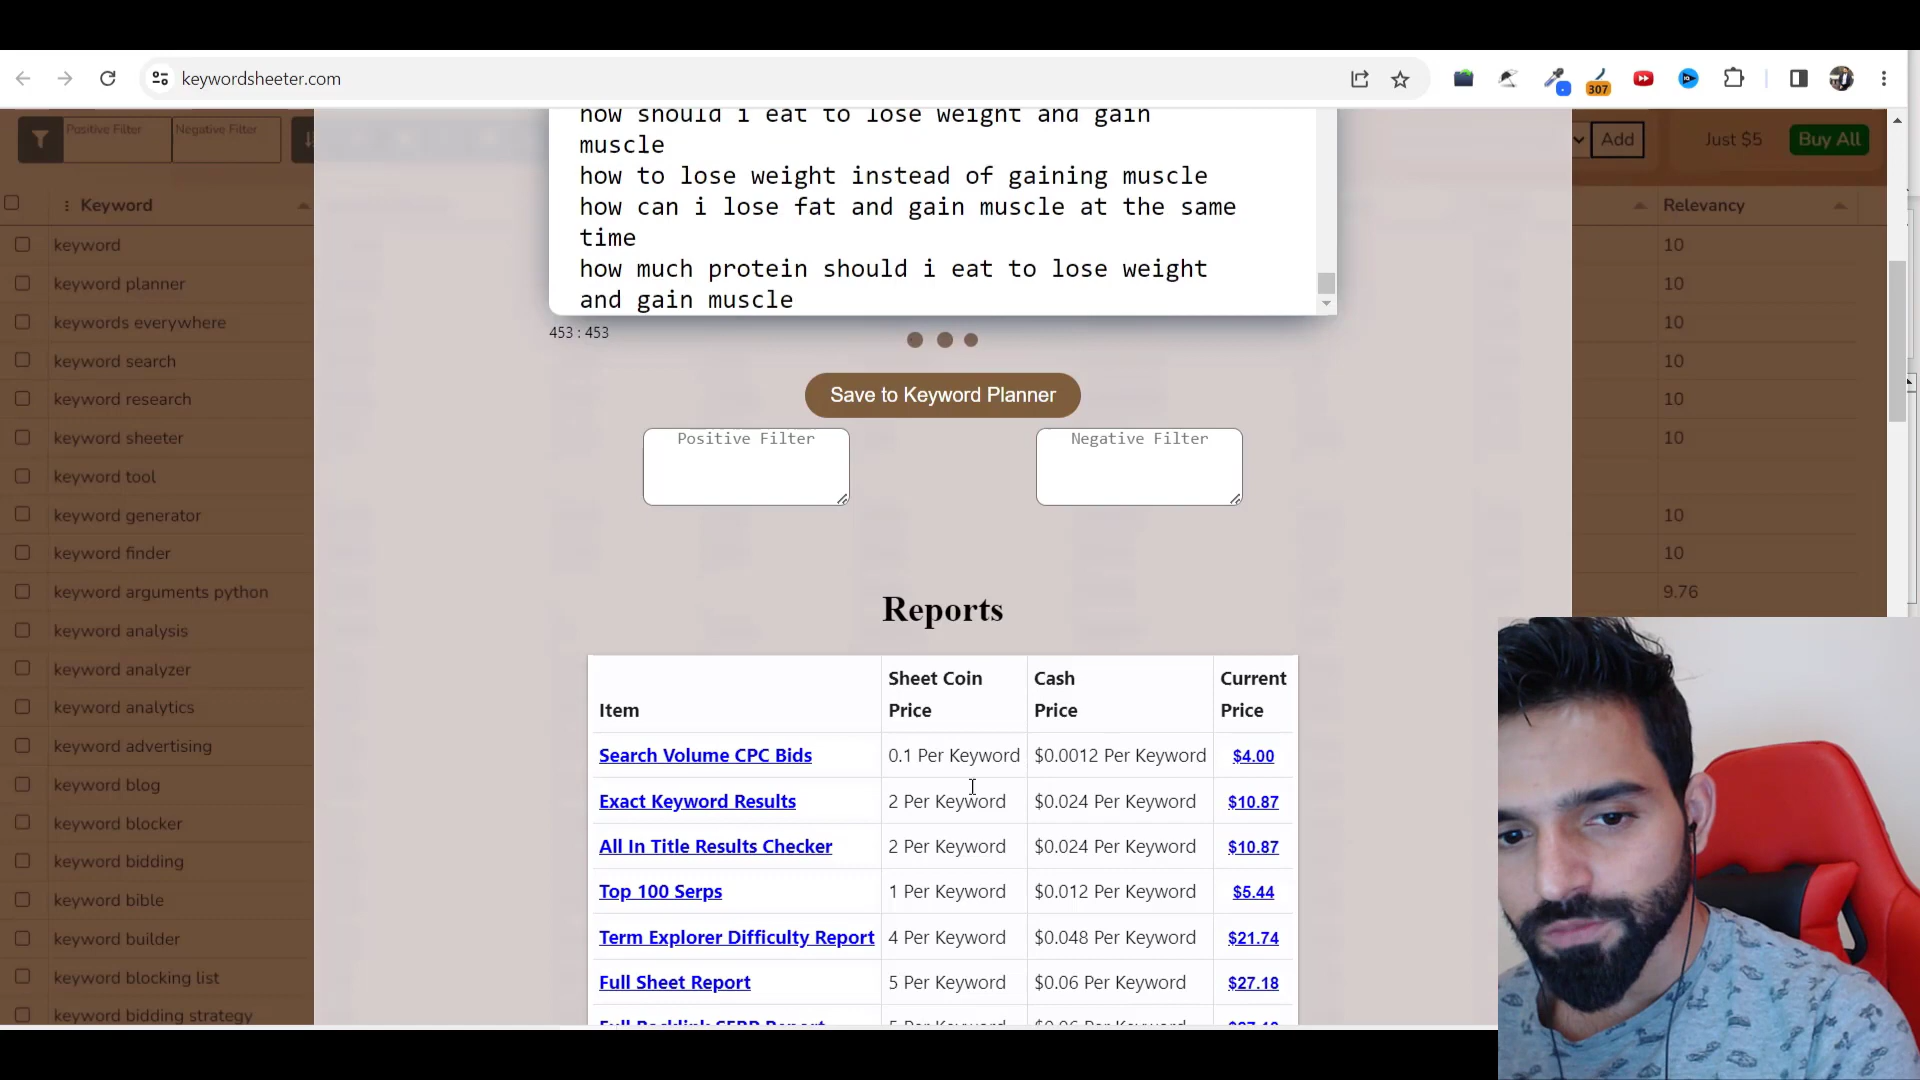 keywordsheeter.com
307
Positive Filter
Negative Filter
Add
Just $5
Buy All
Keyword
Relevancy
keyword
keyword planner
keywords everywhere
keyword search
keyword research
keyword sheeter
keyword tool
keyword generator
keyword finder
keyword arguments python
keyword analysis
keyword analyzer
keyword analytics
keyword advertising
keyword blog
keyword blocker
keyword bidding
keyword bible
keyword builder
keyword blocking list
keyword bidding strategy
10
10
10
10
10
10
10
10
9.76
how should i eat to lose weight and gain
muscle
how to lose weight instead of gaining muscle
how can i lose fat and gain muscle at the same
time
how much protein should i eat to lose weight
and gain muscle
453 : 453
Save to Keyword Planner
Positive Filter
Negative Filter
Reports
Item
Sheet Coin
Price
Cash
Price
Current
Price
Search Volume CPC Bids 0.1 Per Keyword $0.0012 Per Keyword $4.00
Exact Keyword Results 2 Per Keyword $0.024 Per Keyword $10.87
All In Title Results Checker 2 Per Keyword $0.024 Per Keyword $10.87
Top 100 Serps 1 Per Keyword $0.012 Per Keyword $5.44
Term Explorer Difficulty Report 4 Per Keyword $0.048 Per Keyword $21.74
Full Sheet Report 5 Per Keyword $0.06 Per Keyword $27.18